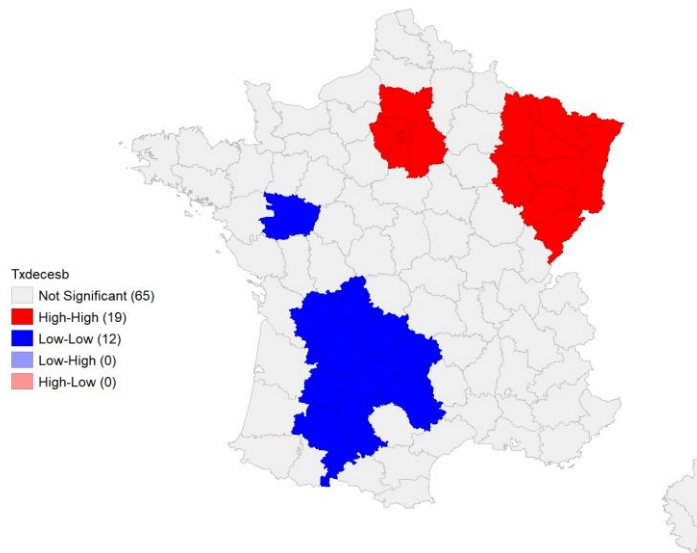 Txdecesb
Not Significant (65)
High-High (19)
Low-Low (12)
Low-High (0)
High-Low (0)